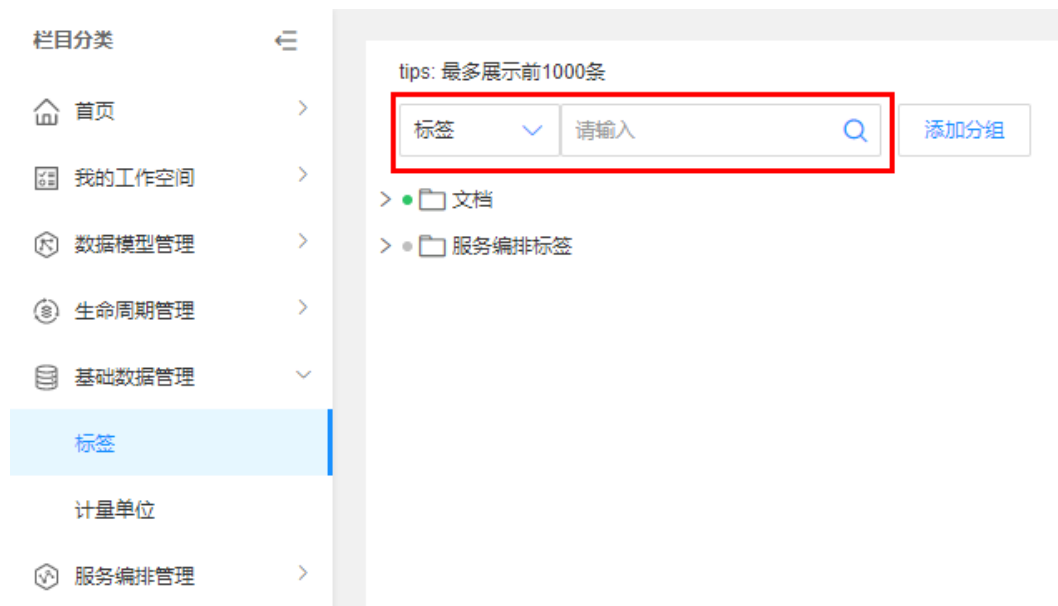 栏目分类
首页
我的工作空间
数据模型管理
生命周期管理
基础数据管理
标签
计量单位
服务编排管理
tips: 最多展示前1000条
标签 请输入 添加分组
文档
服务编排标签